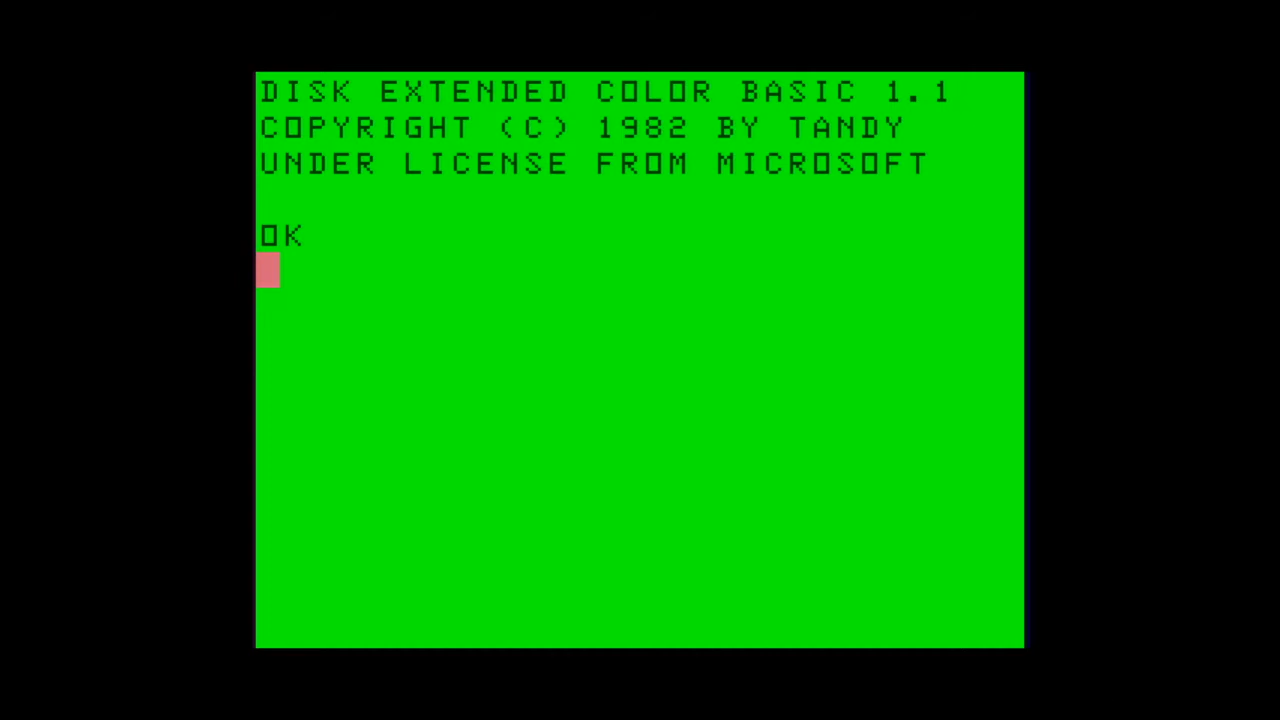 DISK EXTENDED COLOR BASIC 1.1
COPYRIGHT (C) 1982 BY TANDY
UNDER LICENSE FROM MICROSOFT
OK